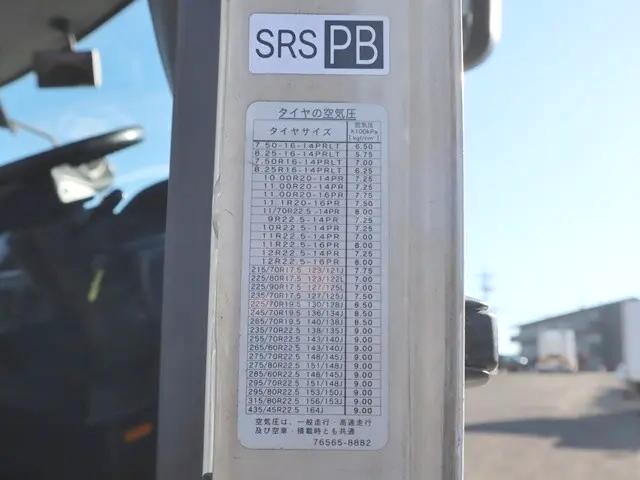 SRS PB
タイヤの空気圧
タイヤサイズ 空気圧 X100kPa {kgf/cm²}
7.50-16-14PRLT 6.50
8.25-16-14PRLT 5.75
7.50R16-14PRLT 7.00
8.25R16-14PRLT 6.25
10.00R20-14PR 7.25
11.00R20-14PR 7.25
11.00R20-16PR 7.75
11.1R20-16PR 7.50
11/70R22.5-14PR 8.00
9R22.5-14PR 7.25
10R22.5-14PR 7.25
11R22.5-14PR 7.00
11R22.5-16PR 8.00
12R22.5-14PR 7.25
12R22.5-16PR 8.00
215/70R17.5 123/121J 7.75
225/80R17.5 123/122L 7.00
225/90R17.5 127/125L 7.00
235/70R17.5 127/125J 7.50
225/70R19.5 130/128J 8.50
245/70R19.5 136/134J 8.50
265/70R19.5 140/138J 8.50
235/70R22.5 138/135J 9.00
255/70R22.5 143/140J 9.00
265/60R22.5 143/140J 9.00
275/70R22.5 148/145J 9.00
275/80R22.5 151/148J 9.00
285/60R22.5 148/145J 9.00
295/70R22.5 151/148J 9.00
295/80R22.5 153/150J 9.00
315/80R22.5 156/153J 9.00
435/45R22.5 164J 9.00
空気圧は、一般走行・高速走行
及び空車・積載時とも共通
76565-8882